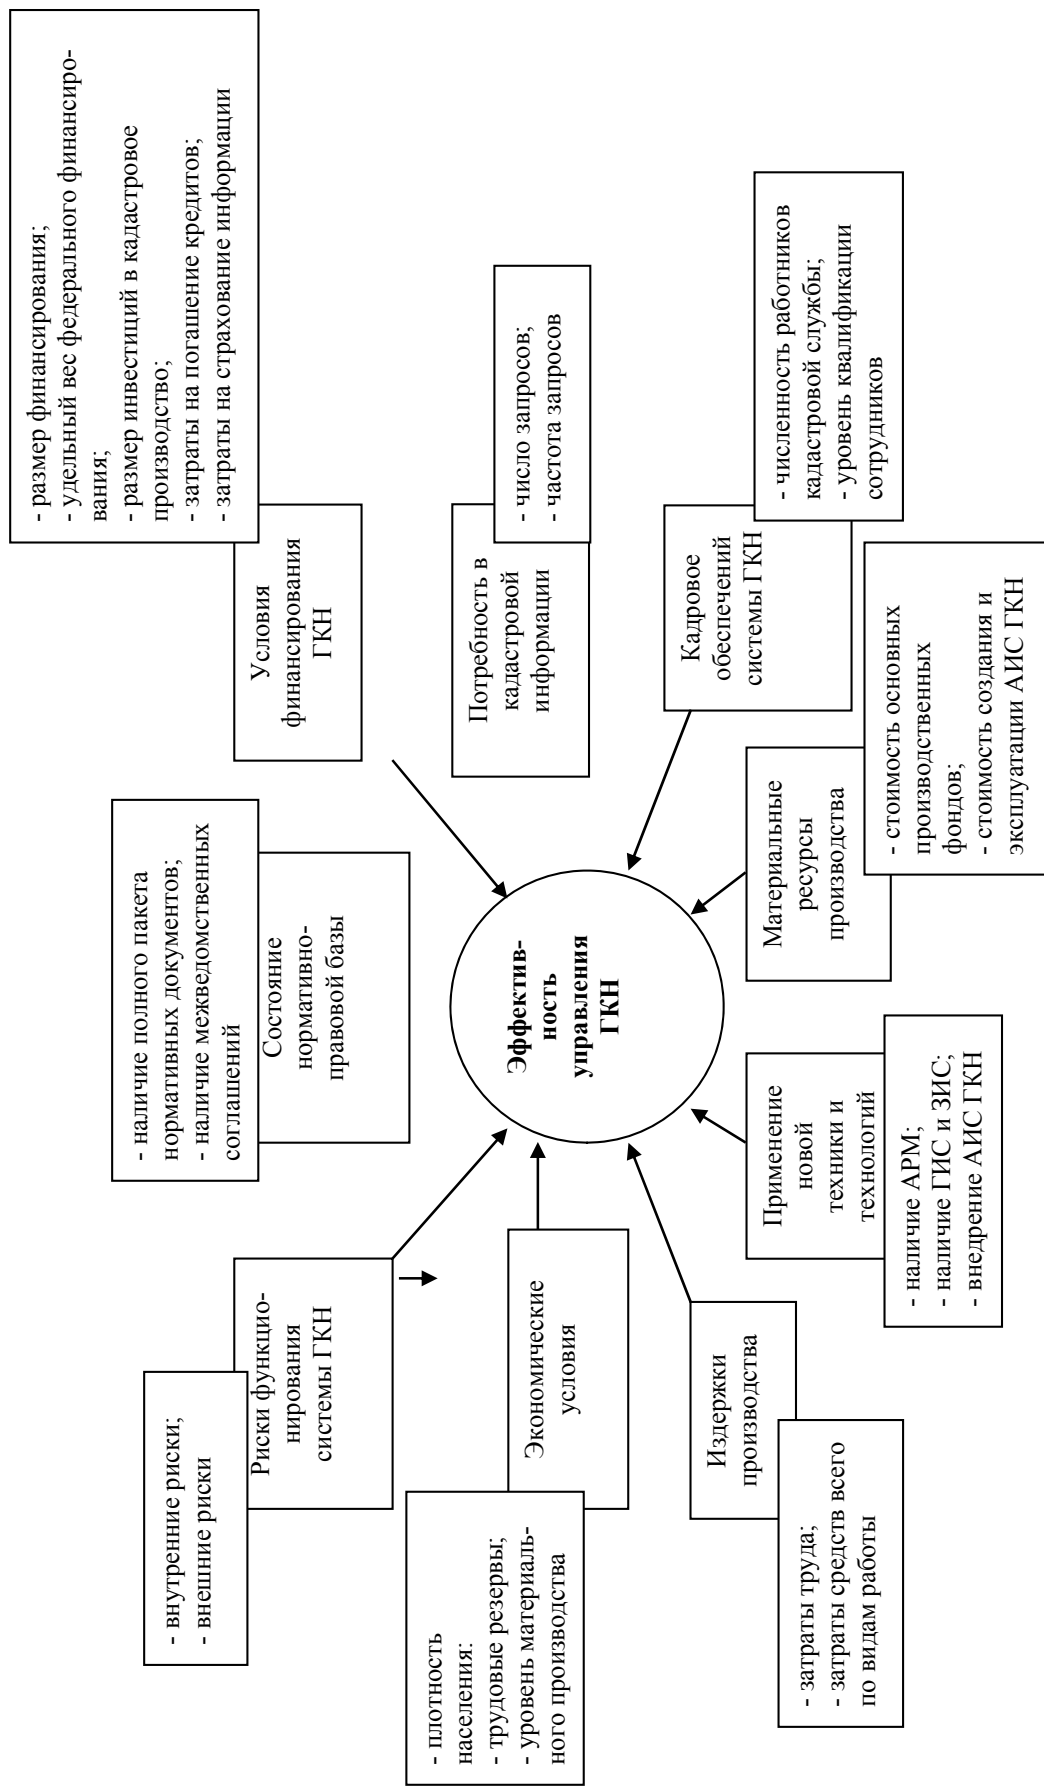 - внутренние риски;
- внешние риски
Риски функцио-
нирования
системы ГКН
- наличие полного пакета
нормативных документов;
- наличие межведомственных
соглашений
Состояние
нормативно-
правовой базы
- размер финансирования;
- удельный вес федерального финансиро-
вания;
- размер инвестиций в кадастровое
производство;
- затраты на погашение кредитов;
- затраты на страхование информации
Условия
финансирования
ГКН
- плотность
населения:
- трудовые резервы;
- уровень материаль-
ного производства
Экономические
условия
Эффектив-
ность
управления
ГКН
Потребность в
кадастровой
информации
- число запросов;
- частота запросов
Издержки
производства
- затраты труда;
- затраты средств всего
по видам работы
Применение
новой
техники и
технологий
- наличие АРМ;
- наличие ГИС и ЗИС;
- внедрение АИС ГКН
Материальные
ресурсы
производства
- стоимость основных
производственных
фондов;
- стоимость создания и
эксплуатации АИС ГКН
Кадровое
обеспечений
системы ГКН
- численность работников
кадастровой службы;
- уровень квалификации
сотрудников